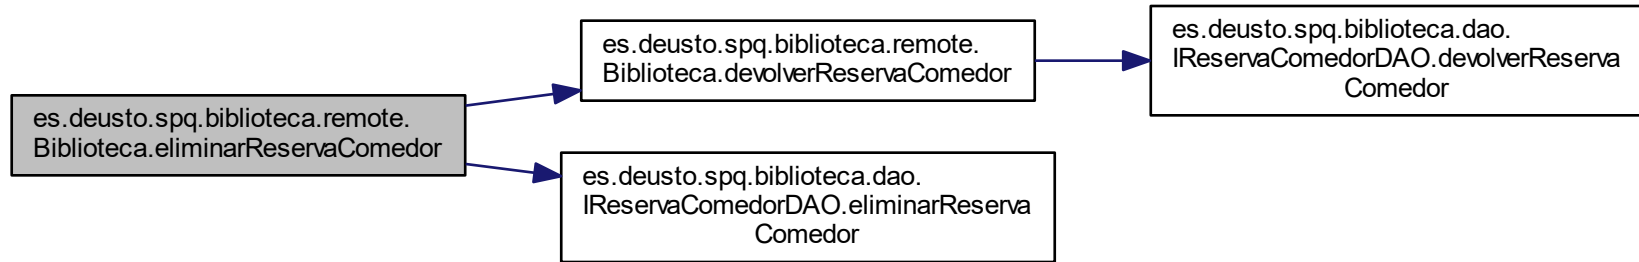 es.deusto.spq.biblioteca.remote.
Biblioteca.eliminarReservaComedor
es.deusto.spq.biblioteca.remote.
Biblioteca.devolverReservaComedor
es.deusto.spq.biblioteca.dao.
IReservaComedorDAO.devolverReserva
Comedor
es.deusto.spq.biblioteca.dao.
IReservaComedorDAO.eliminarReserva
Comedor